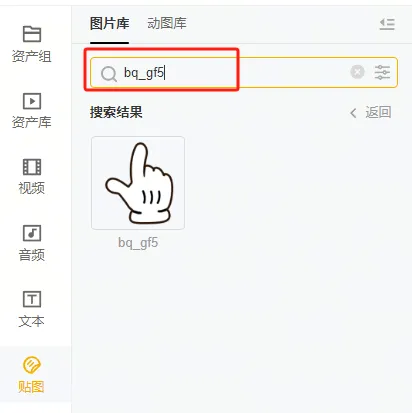 图片库 动图库
资产组
bq_gf5
搜索结果 返回
资产库
视频
bq_gf5
音频
文本
贴图